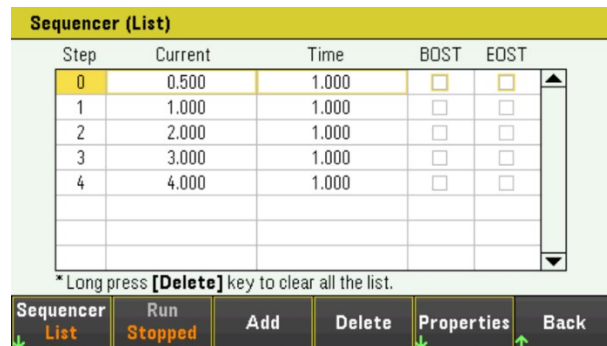 Sequencer (List)
Step Current Time BOST EOST
0 0.500 1.000
1 1.000 1.000
2 2.000 1.000
3 3.000 1.000
4 4.000 1.000
*Long press [Delete] key to clear all the list.
Sequencer Run Add Delete Properties Back
List Stopped